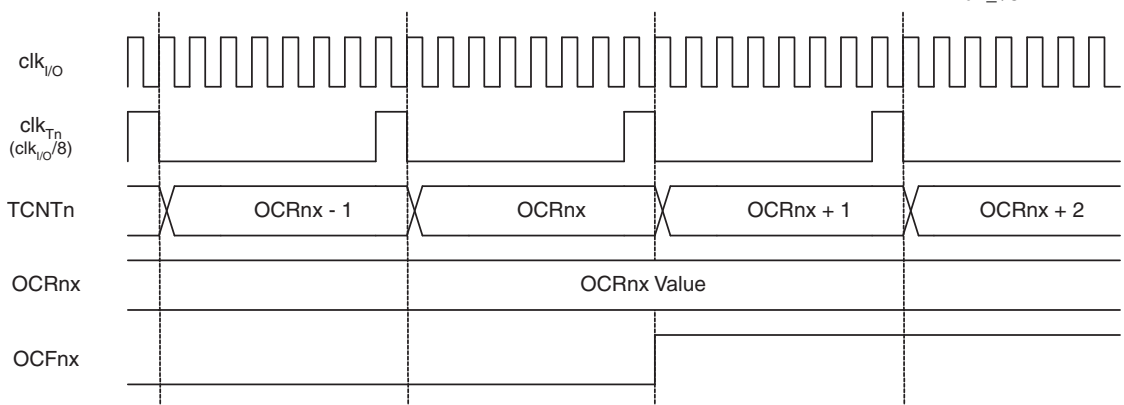 clkI/O
clkTn
(clkI/O/8)
TCNTn OCRnx - 1 OCRnx OCRnx + 1 OCRnx + 2
OCRnx OCRnx Value
OCFnx